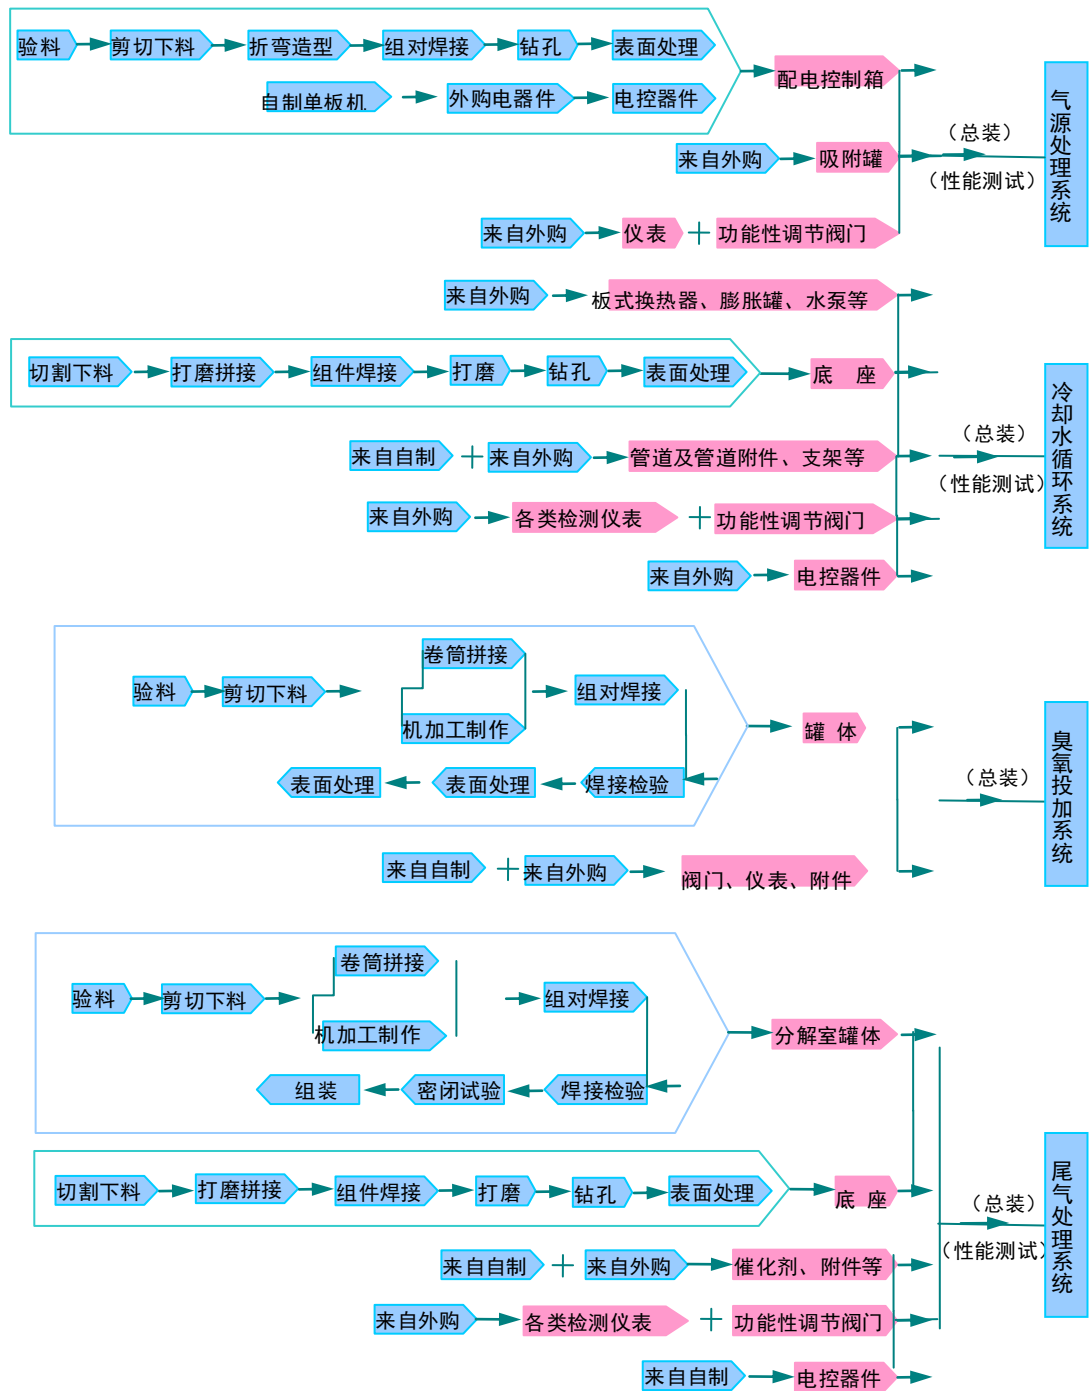 验料 剪切下料 折弯造型 组对焊接 钻孔 表面处理
配电控制箱
自制单板机 外购电器件 电控器件
来自外购 吸附罐
(总装)
(性能测试)
气源处理系统
来自外购 仪表 + 功能性调节阀门
来自外购 板式换热器、膨胀罐、水泵等
切割下料 打磨拼接 组件焊接 打磨 钻孔 表面处理 底 座
来自自制 + 来自外购 管道及管道附件、支架等
(总装)
(性能测试)
冷却水循环系统
来自外购 各类检测仪表 + 功能性调节阀门
来自外购 电控器件
卷筒拼接
验料 剪切下料 组对焊接
机加工制作
罐 体
表面处理 表面处理 焊接检验
(总装)
臭氧投加系统
来自自制 + 来自外购 阀门、仪表、附件
卷筒拼接
验料 剪切下料 组对焊接
机加工制作
分解室罐体
组装 密闭试验 焊接检验
切割下料 打磨拼接 组件焊接 打磨 钻孔 表面处理 底 座
(总装)
(性能测试)
尾气处理系统
来自自制 + 来自外购 催化剂、附件等
来自外购 各类检测仪表 + 功能性调节阀门
来自自制 电控器件